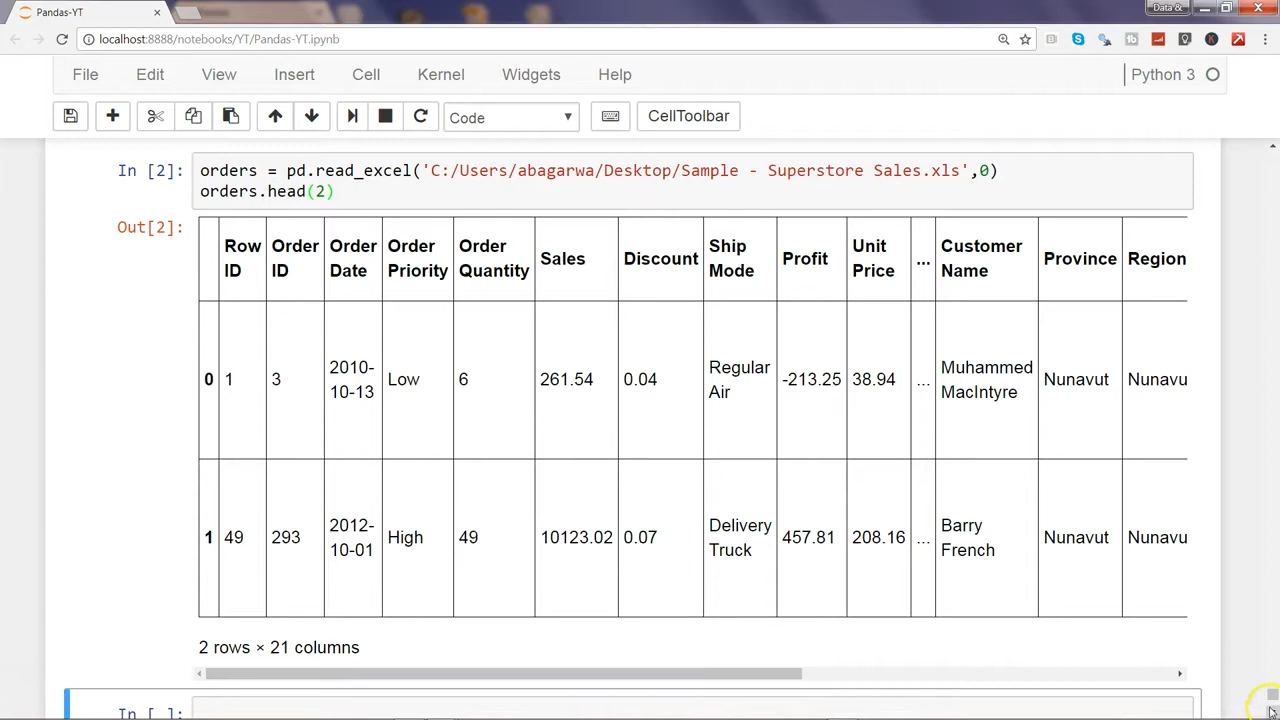 Pandas-YT
Data &
localhost:8888/notebooks/YT/Pandas-YT.ipynb
File Edit View Insert Cell Kernel Widgets Help Python 3
Code CellToolbar
In [2]: orders = pd.read_excel('C:/Users/abagarwa/Desktop/Sample - Superstore Sales.xls',0)
orders.head(2)
Out[2]:
Row ID Order ID Order Date Order Priority Order Quantity Sales Discount Ship Mode Profit Unit Price ... Customer Name Province Region
0 1 3 2010-10-13 Low 6 261.54 0.04 Regular Air -213.25 38.94 ... Muhammed MacIntyre Nunavut Nunavu
1 49 293 2012-10-01 High 49 10123.02 0.07 Delivery Truck 457.81 208.16 ... Barry French Nunavut Nunavu
2 rows × 21 columns
In [ ]: